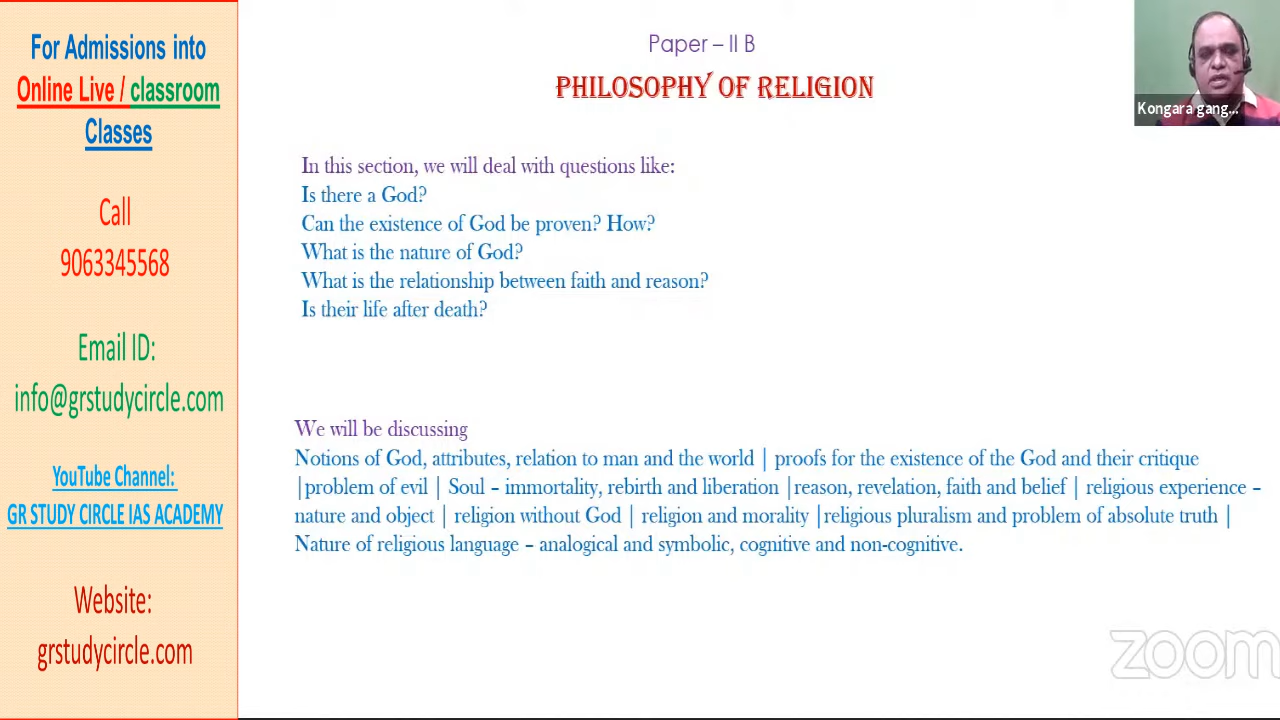 For Admissions into
Online Live / classroom
Classes
Call
9063345568
Email ID:
info@grstudycircle.com
YouTube Channel:
GR STUDY CIRCLE IAS ACADEMY
Website:
grstudycircle.com
Paper – II B
PHILOSOPHY OF RELIGION
In this section, we will deal with questions like:
Is there a God?
Can the existence of God be proven? How?
What is the nature of God?
What is the relationship between faith and reason?
Is their life after death?
We will be discussing
Notions of God, attributes, relation to man and the world | proofs for the existence of the God and their critique
|problem of evil | Soul – immortality, rebirth and liberation |reason, revelation, faith and belief | religious experience –
nature and object | religion without God | religion and morality |religious pluralism and problem of absolute truth |
Nature of religious language – analogical and symbolic, cognitive and non-cognitive.
Kongara gang...
zoom